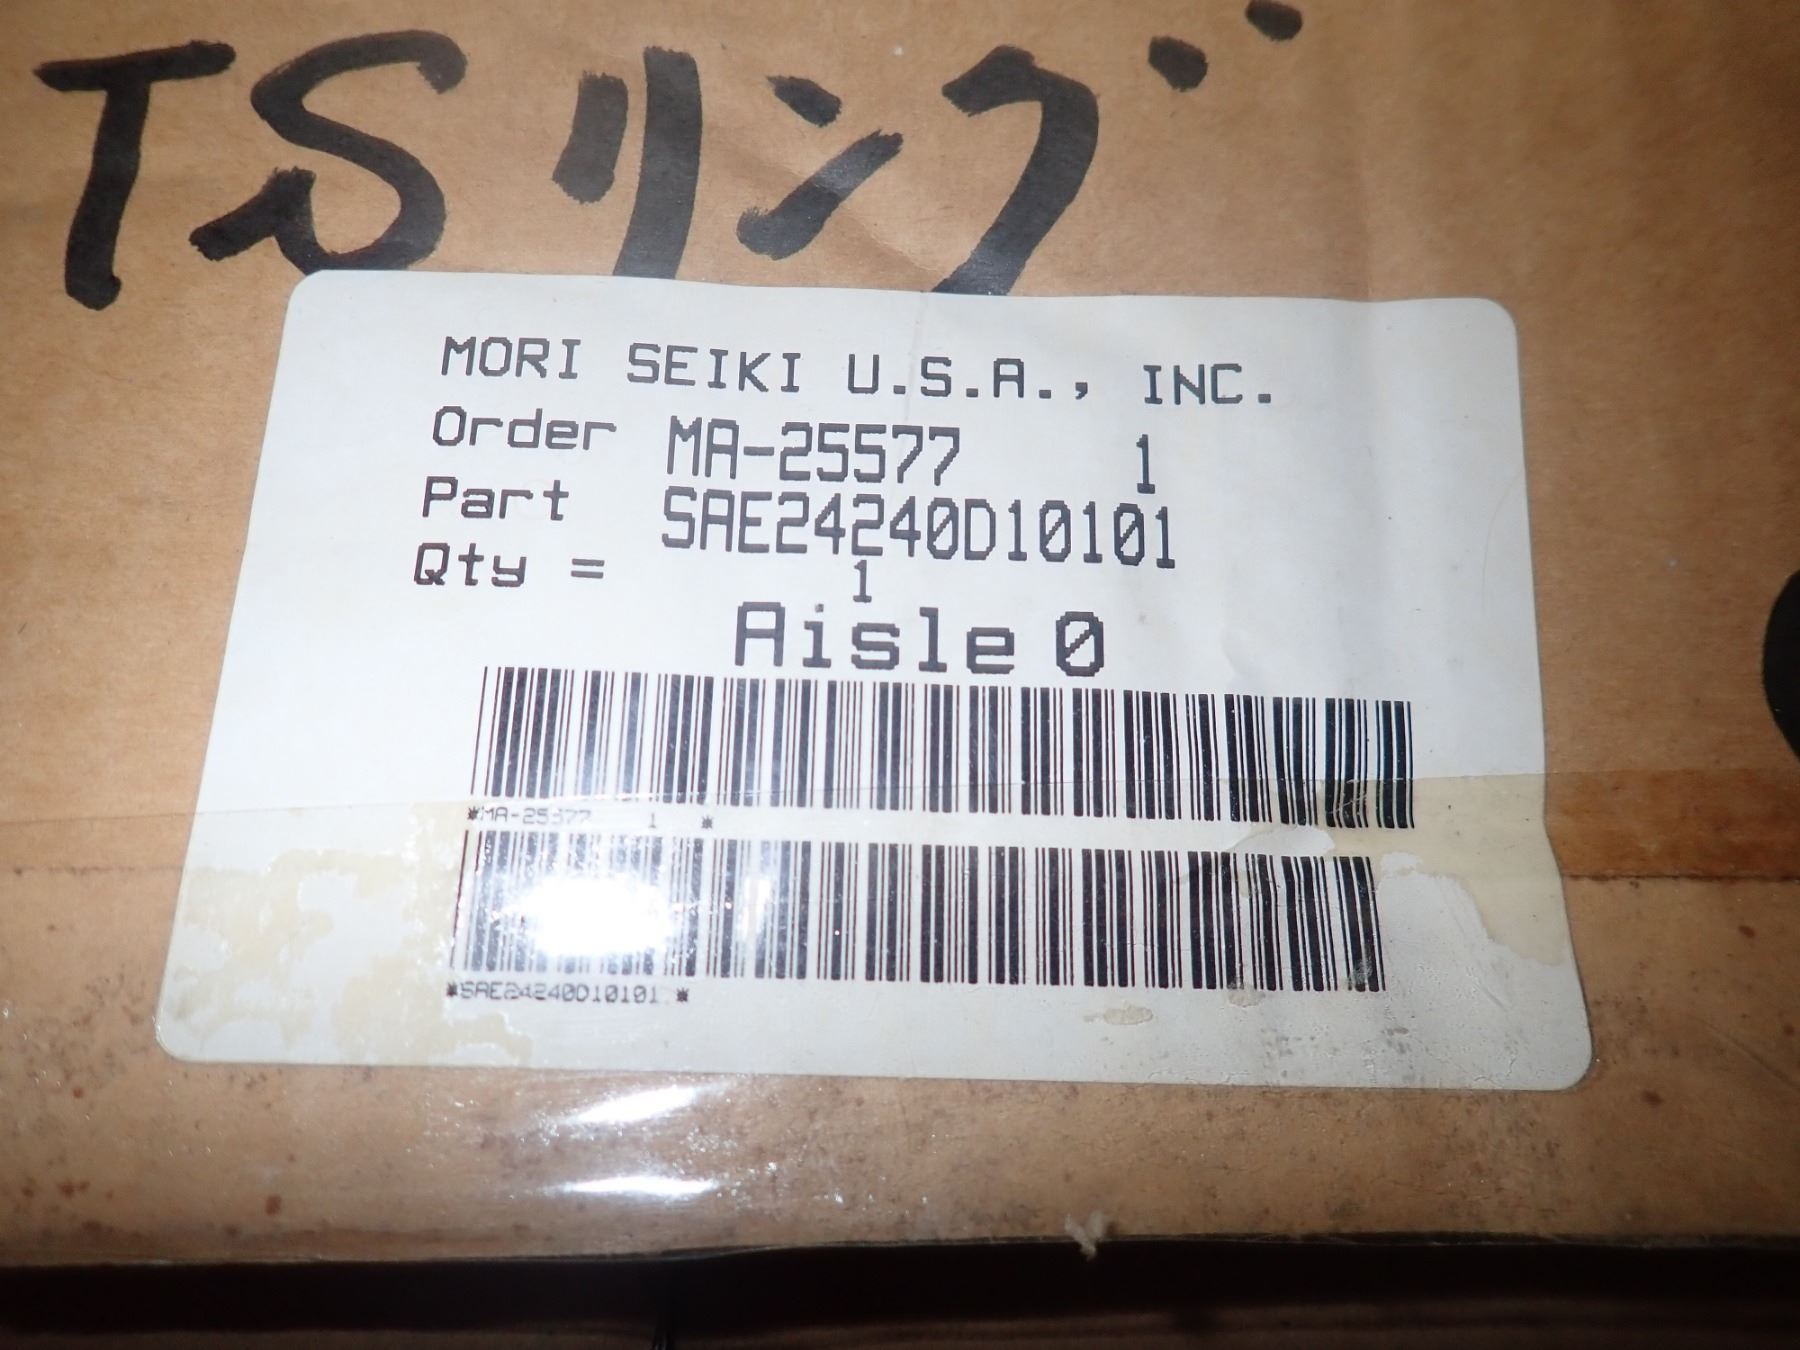 TSリング
MORI SEIKI U.S.A., INC.
Order MA-25577 1
Part SAE24240D10101
Qty = 1
Aisle 0
*MA-25577 1 *
*SAE24240D10101 *